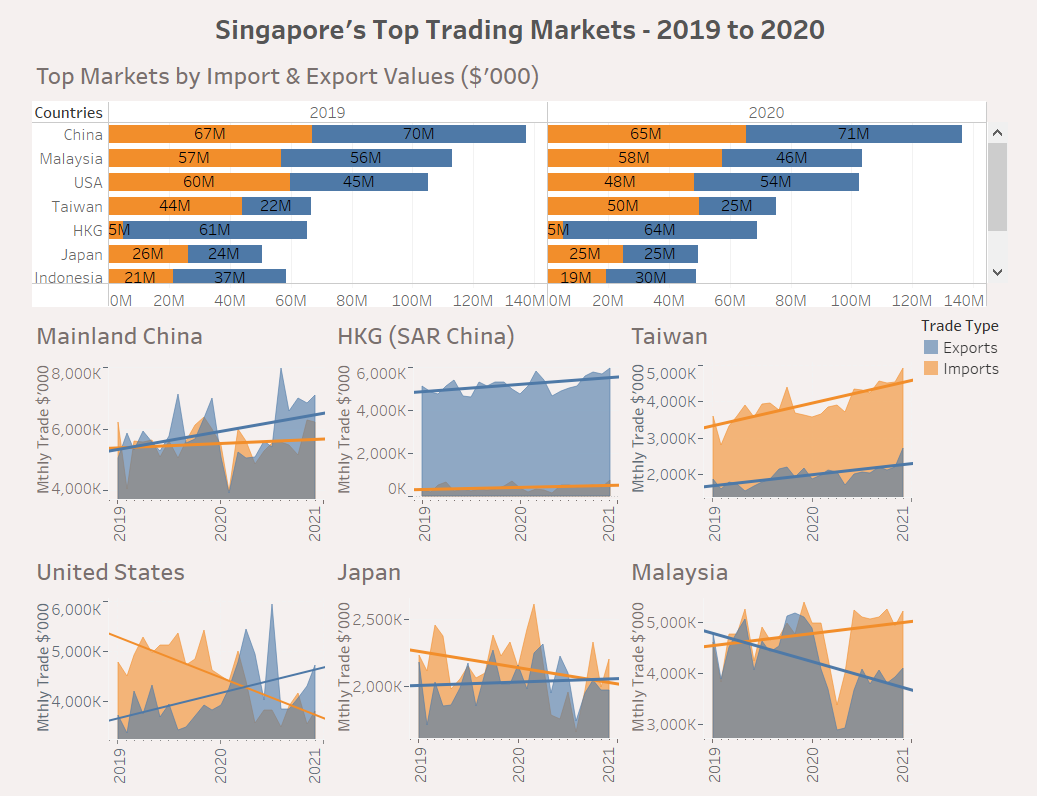 Singapore’s Top Trading Markets - 2019 to 2020
Top Markets by Import & Export Values ($’000)
Countries 2019 2020
China 67M 70M 65M 71M
Malaysia 57M 56M 58M 46M
USA 60M 45M 48M 54M
Taiwan 44M 22M 50M 25M
HKG 5M 61M 5M 64M
Japan 26M 24M 25M 25M
Indonesia 21M 37M 19M 30M
0M 20M 40M 60M 80M 100M 120M 140M 0M 20M 40M 60M 80M 100M 120M 140M
Trade Type
Exports
Imports
Mainland China
Mthly Trade $’000
8,000K
6,000K
4,000K
2019 2020 2021
HKG (SAR China)
Mthly Trade $’000
6,000K
4,000K
2,000K
0K
2019 2020 2021
Taiwan
Mthly Trade $’000
5,000K
4,000K
3,000K
2,000K
2019 2020 2021
United States
Mthly Trade $’000
6,000K
5,000K
4,000K
2019 2020 2021
Japan
Mthly Trade $’000
2,500K
2,000K
2019 2020 2021
Malaysia
Mthly Trade $’000
5,000K
4,000K
3,000K
2019 2020 2021